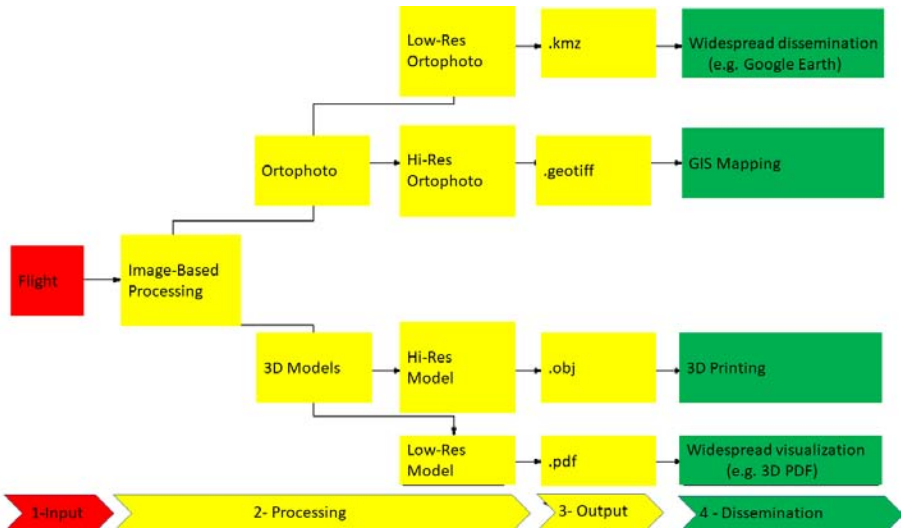 Low-Res
Ortophoto
.kmz
Widespread dissemination
(e.g. Google Earth)
Ortophoto
Hi-Res
Ortophoto
.geotiff
GIS Mapping
Flight
Image-Based
Processing
3D Models
Hi-Res
Model
.obj
3D Printing
Low-Res
Model
.pdf
Widespread visualization
(e.g. 3D PDF)
1-Input
2- Processing
3- Output
4 - Dissemination